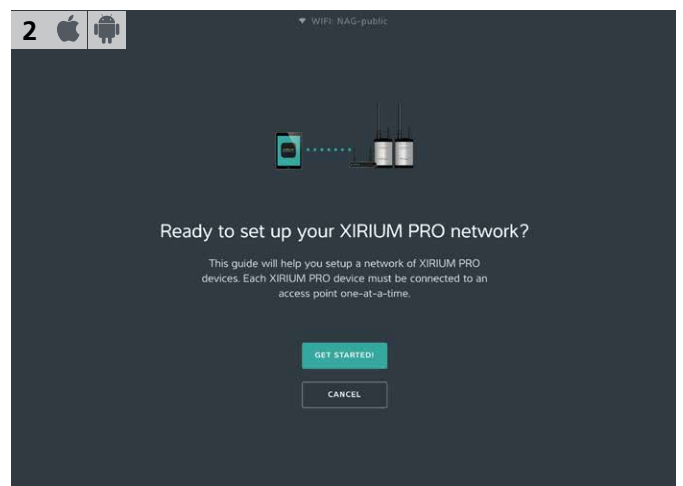 2
WIFI: NAG-public
Ready to set up your XIRIUM PRO network?
This guide will help you setup a network of XIRIUM PRO
devices. Each XIRIUM PRO device must be connected to an
access point one-at-a-time.
GET STARTED!
CANCEL